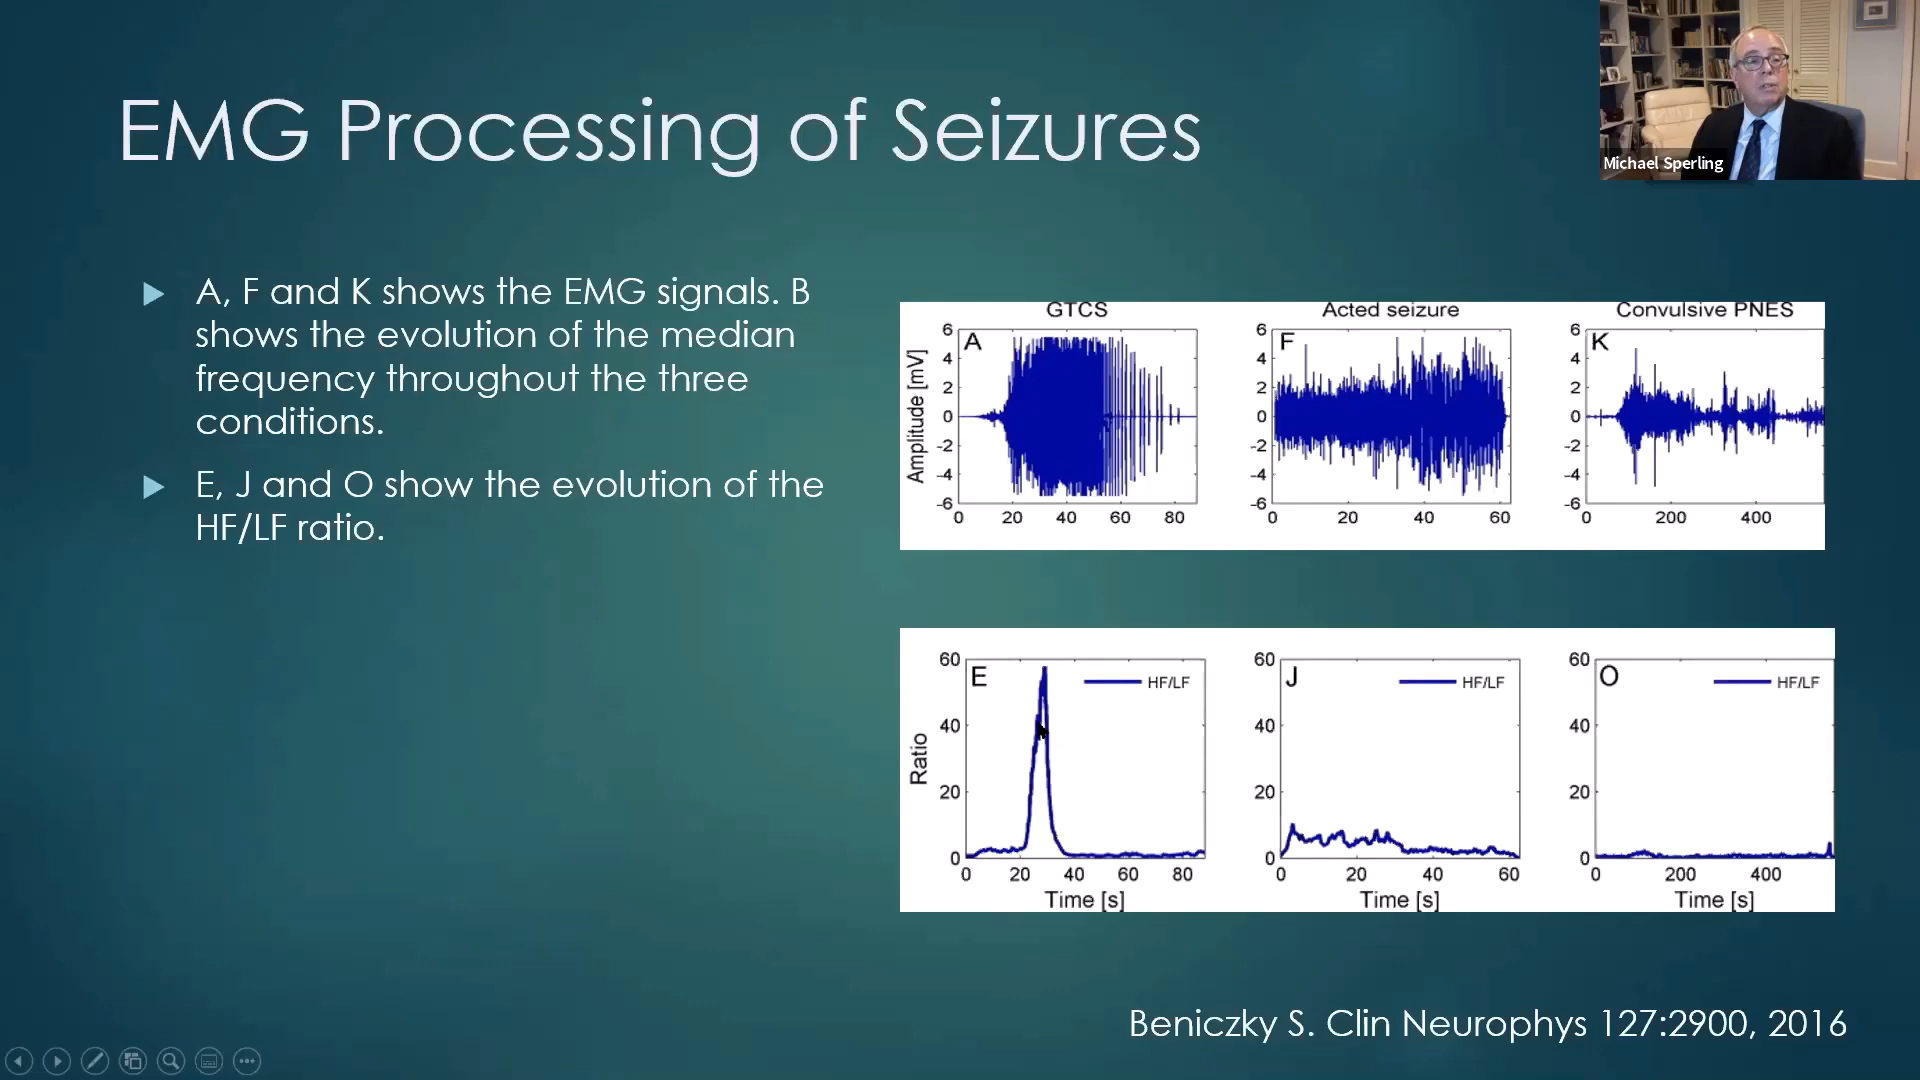 EMG Processing of Seizures
Michael Sperling
A, F and K shows the EMG signals. B
shows the evolution of the median
frequency throughout the three
conditions.
E, J and O show the evolution of the
HF/LF ratio.
GTCS
A
Amplitude [mV]
6
4
2
0
-2
-4
-6
0 20 40 60 80
Acted seizure
F
6
4
2
0
-2
-4
-6
0 20 40 60
Convulsive PNES
K
6
4
2
0
-2
-4
-6
0 200 400
E
HF/LF
Ratio
60
40
20
0
0 20 40 60 80
Time [s]
J
HF/LF
60
40
20
0
0 20 40 60
Time [s]
O
HF/LF
60
40
20
0
0 200 400
Time [s]
Beniczky S. Clin Neurophys 127:2900, 2016